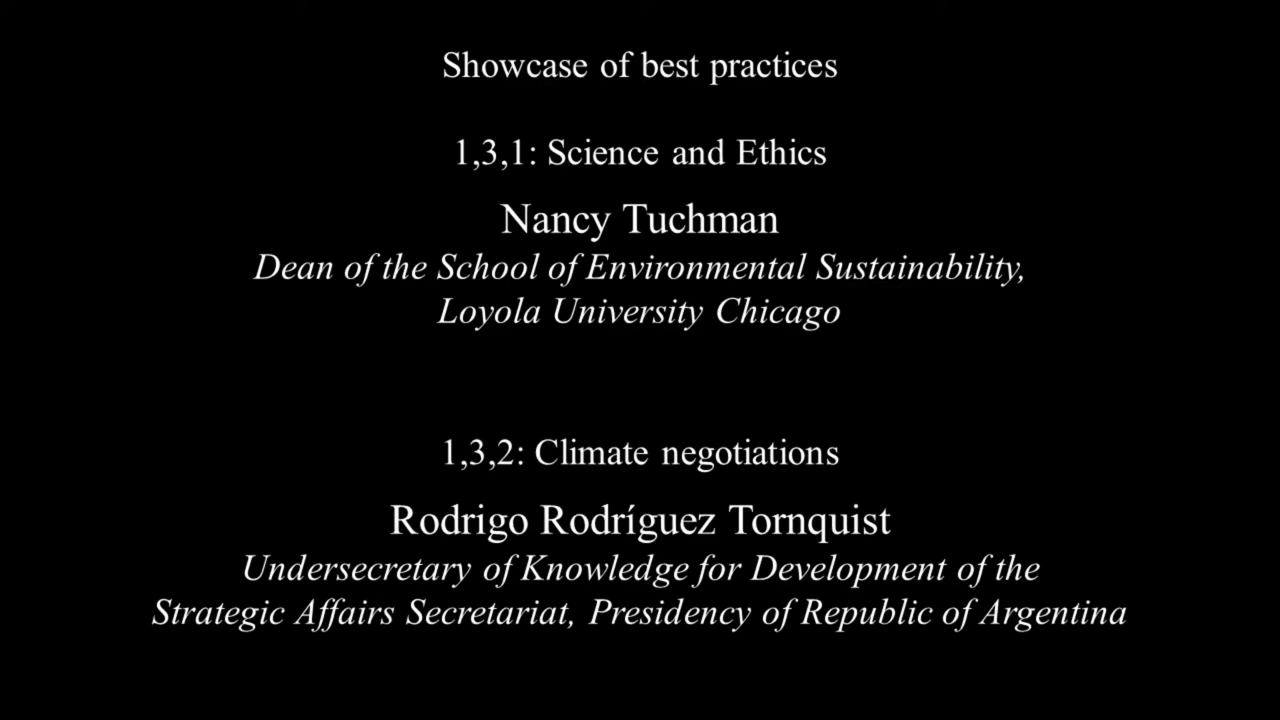 Showcase of best practices
1,3,1: Science and Ethics
Nancy Tuchman
Dean of the School of Environmental Sustainability,
Loyola University Chicago
1,3,2: Climate negotiations
Rodrigo Rodríguez Tornquist
Undersecretary of Knowledge for Development of the
Strategic Affairs Secretariat, Presidency of Republic of Argentina